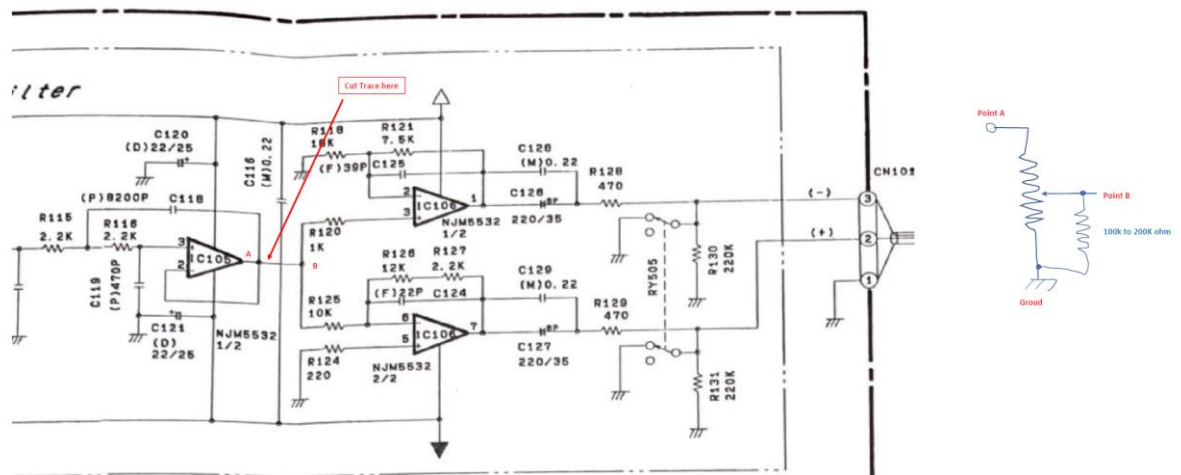 ilter
Cut Trace here
C120
(D)22/25
C116
(M)0.22
R118
10K
R121
7.5K
(F)39P C125
C128
(M)0.22
R128
470
(P)8200P C118
R115
2.2K
R116
2.2K
3
2
IC105
A
B
R120
1K
2
3
IC106
1
NJM5532
1/2
C126 BP
220/35
(-)
3
CN101
(+)
2
1
R126
12K
R127
2.2K
(F)22P C124
C129
(M)0.22
R129
470
RY505
R130
220K
C119
(P)470P
C121
(D)
22/25
NJM5532
1/2
R125
10K
R124
220
6
5
IC106
7
NJM5532
2/2
BP
C127
220/35
R131
220K
Point A
Point B
100k to 200K ohm
Groud